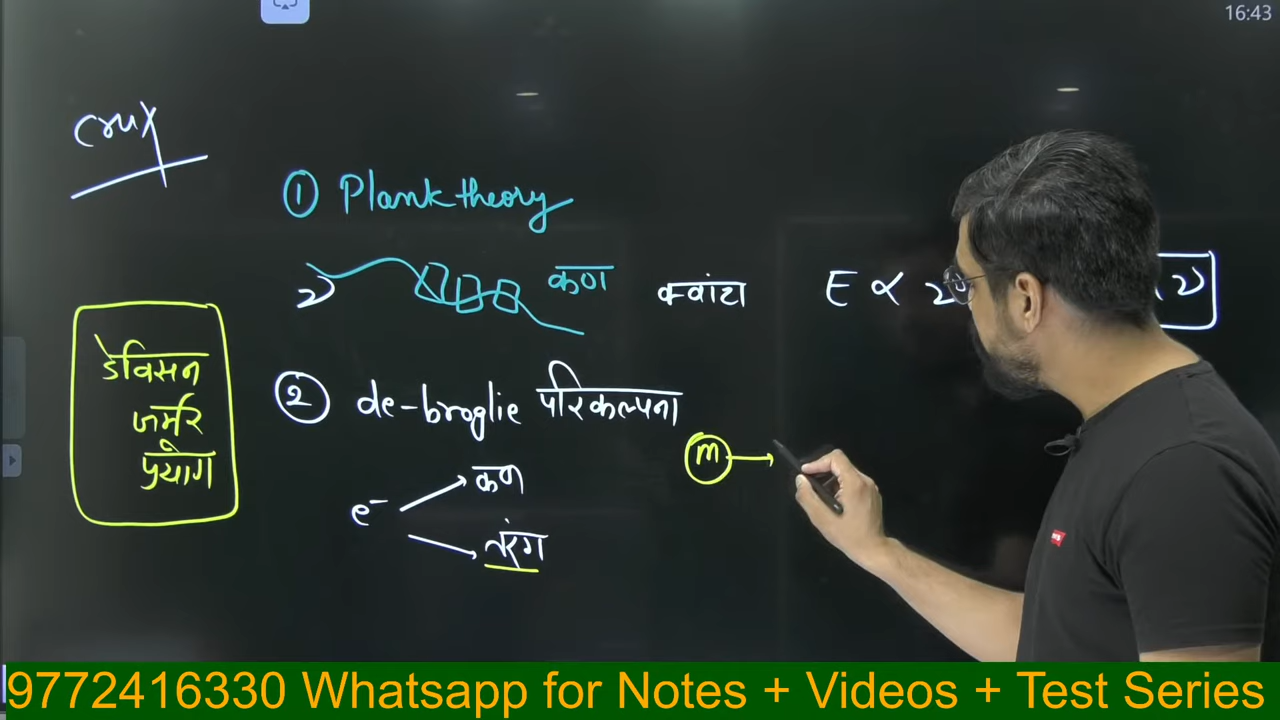 16:43
crux
① Plank theory
ν कण क्वांटा E ∝ ν
② de-broglie परिकल्पना
डेविसन
जर्मर
प्रयोग
m
e⁻ कण
तरंग
9772416330 Whatsapp for Notes + Videos + Test Series